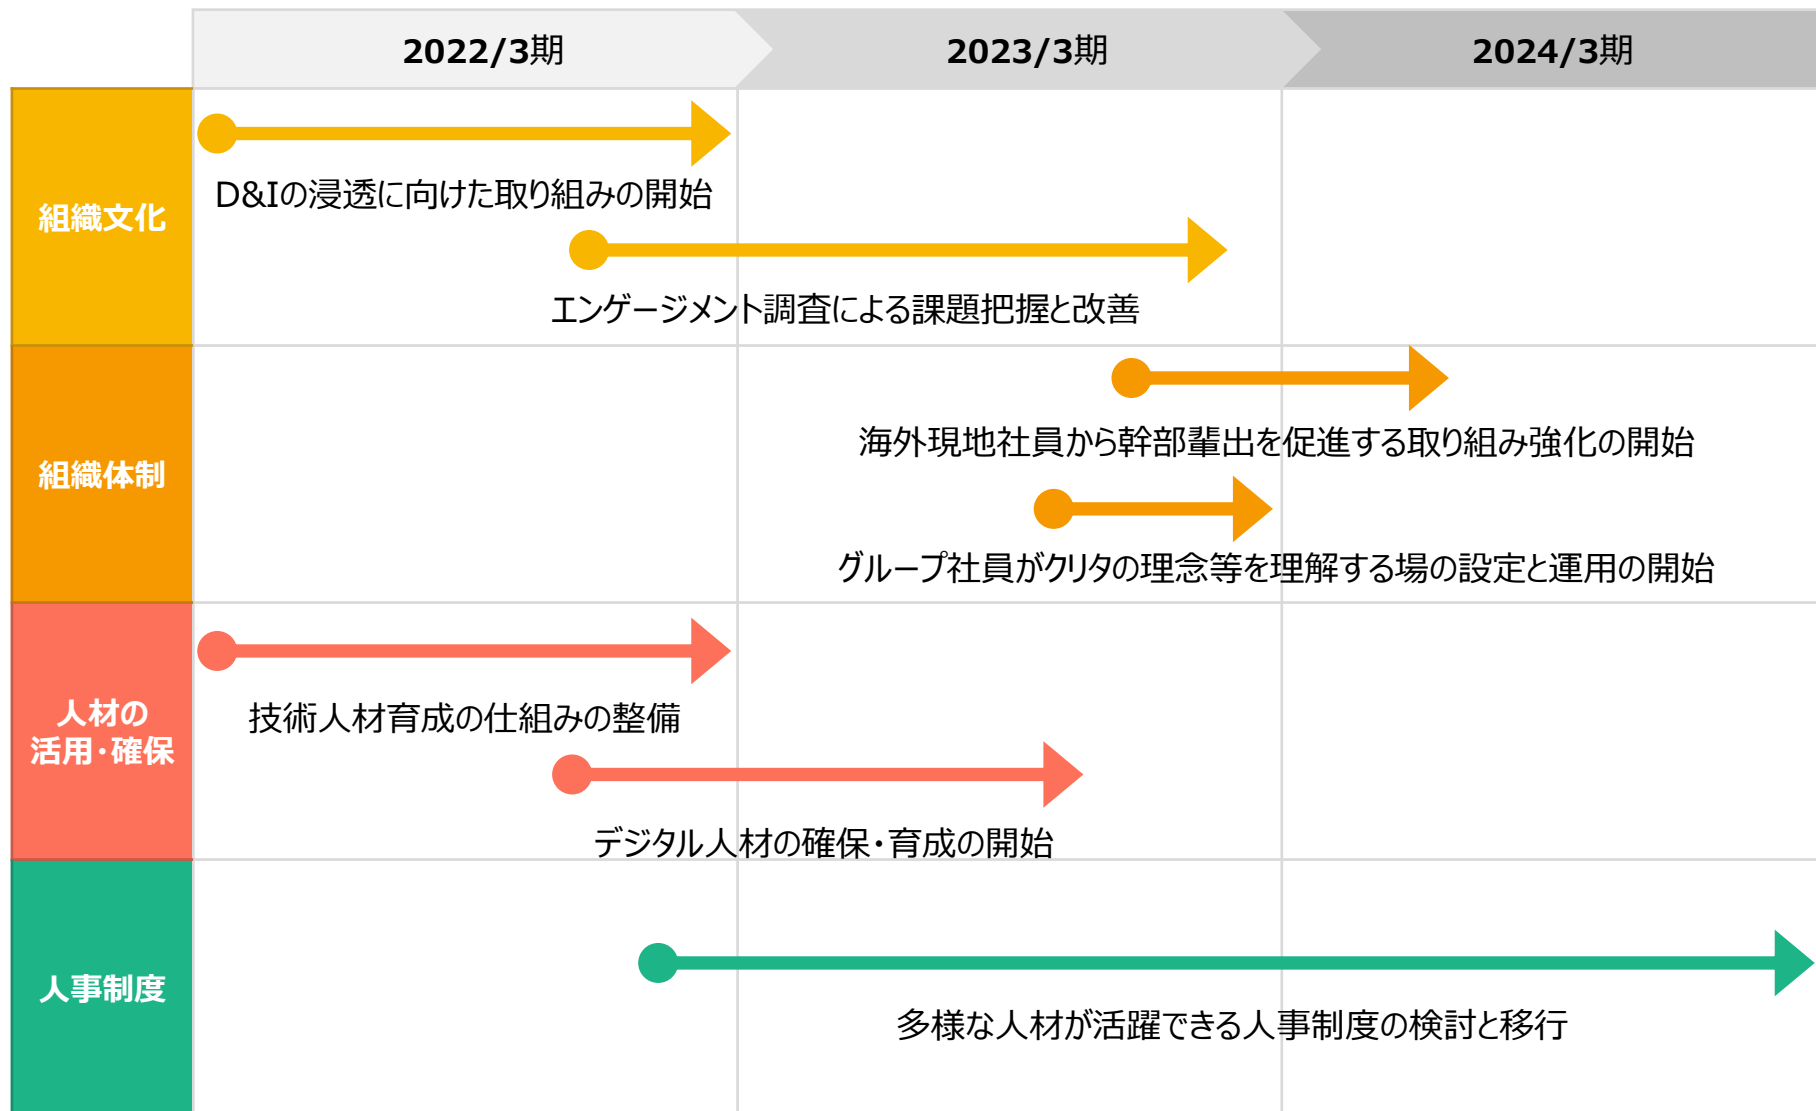 2022/3期
2023/3期
2024/3期
組織文化
D&Iの浸透に向けた取り組みの開始
エンゲージメント調査による課題把握と改善
組織体制
海外現地社員から幹部輩出を促進する取り組み強化の開始
グループ社員がクリタの理念等を理解する場の設定と運用の開始
人材の
活用・確保
技術人材育成の仕組みの整備
デジタル人材の確保・育成の開始
人事制度
多様な人材が活躍できる人事制度の検討と移行